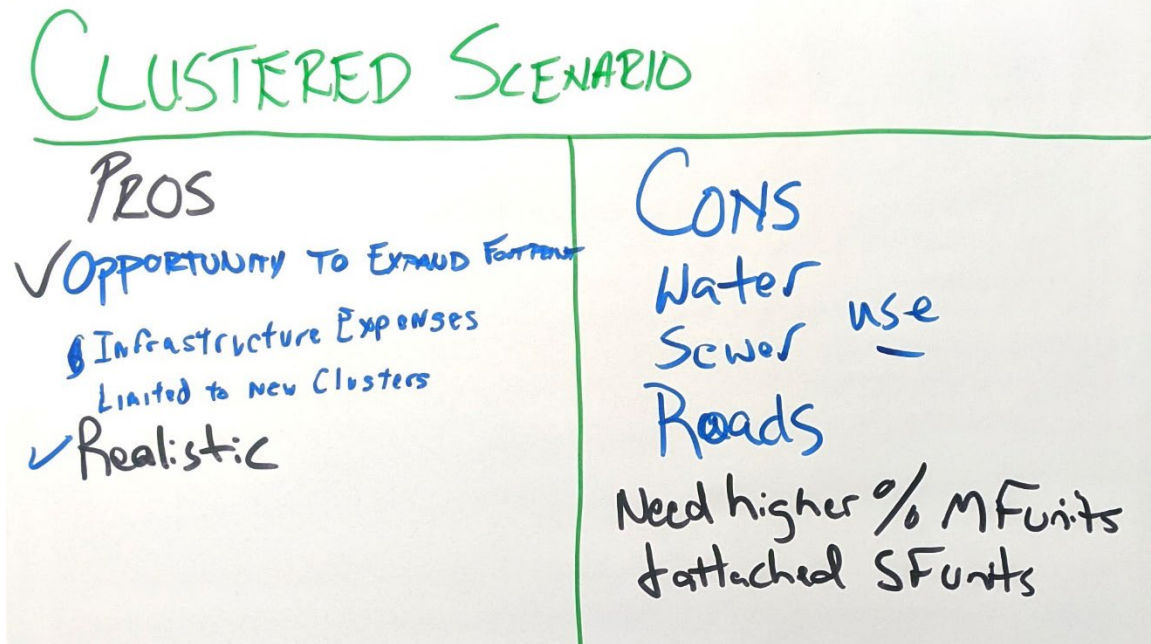 CLUSTERED SCENARIO
PROS
✓ OPPORTUNITY TO EXPAND FOOTPRINT
Infrastructure Expenses
Limited to New Clusters
✓ Realistic
CONS
Water
Sewer use
Roads
Need higher % MF units
+ attached SF units